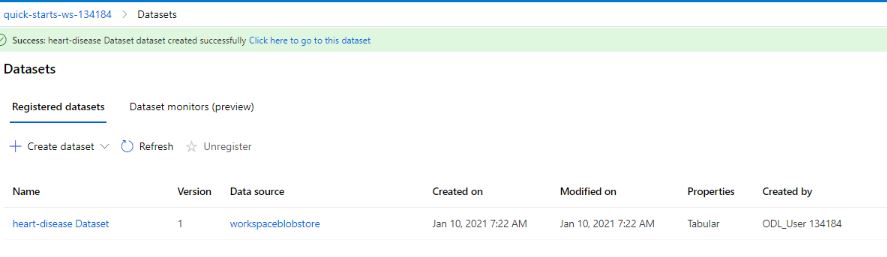 quick-starts-ws-134184 > Datasets
Success: heart-disease Dataset dataset created successfully Click here to go to this dataset
Datasets
Registered datasets Dataset monitors (preview)
Create dataset Refresh Unregister
Name Version Data source Created on Modified on Properties Created by
heart-disease Dataset 1 workspaceblobstore Jan 10, 2021 7:22 AM Jan 10, 2021 7:22 AM Tabular ODL_User 134184